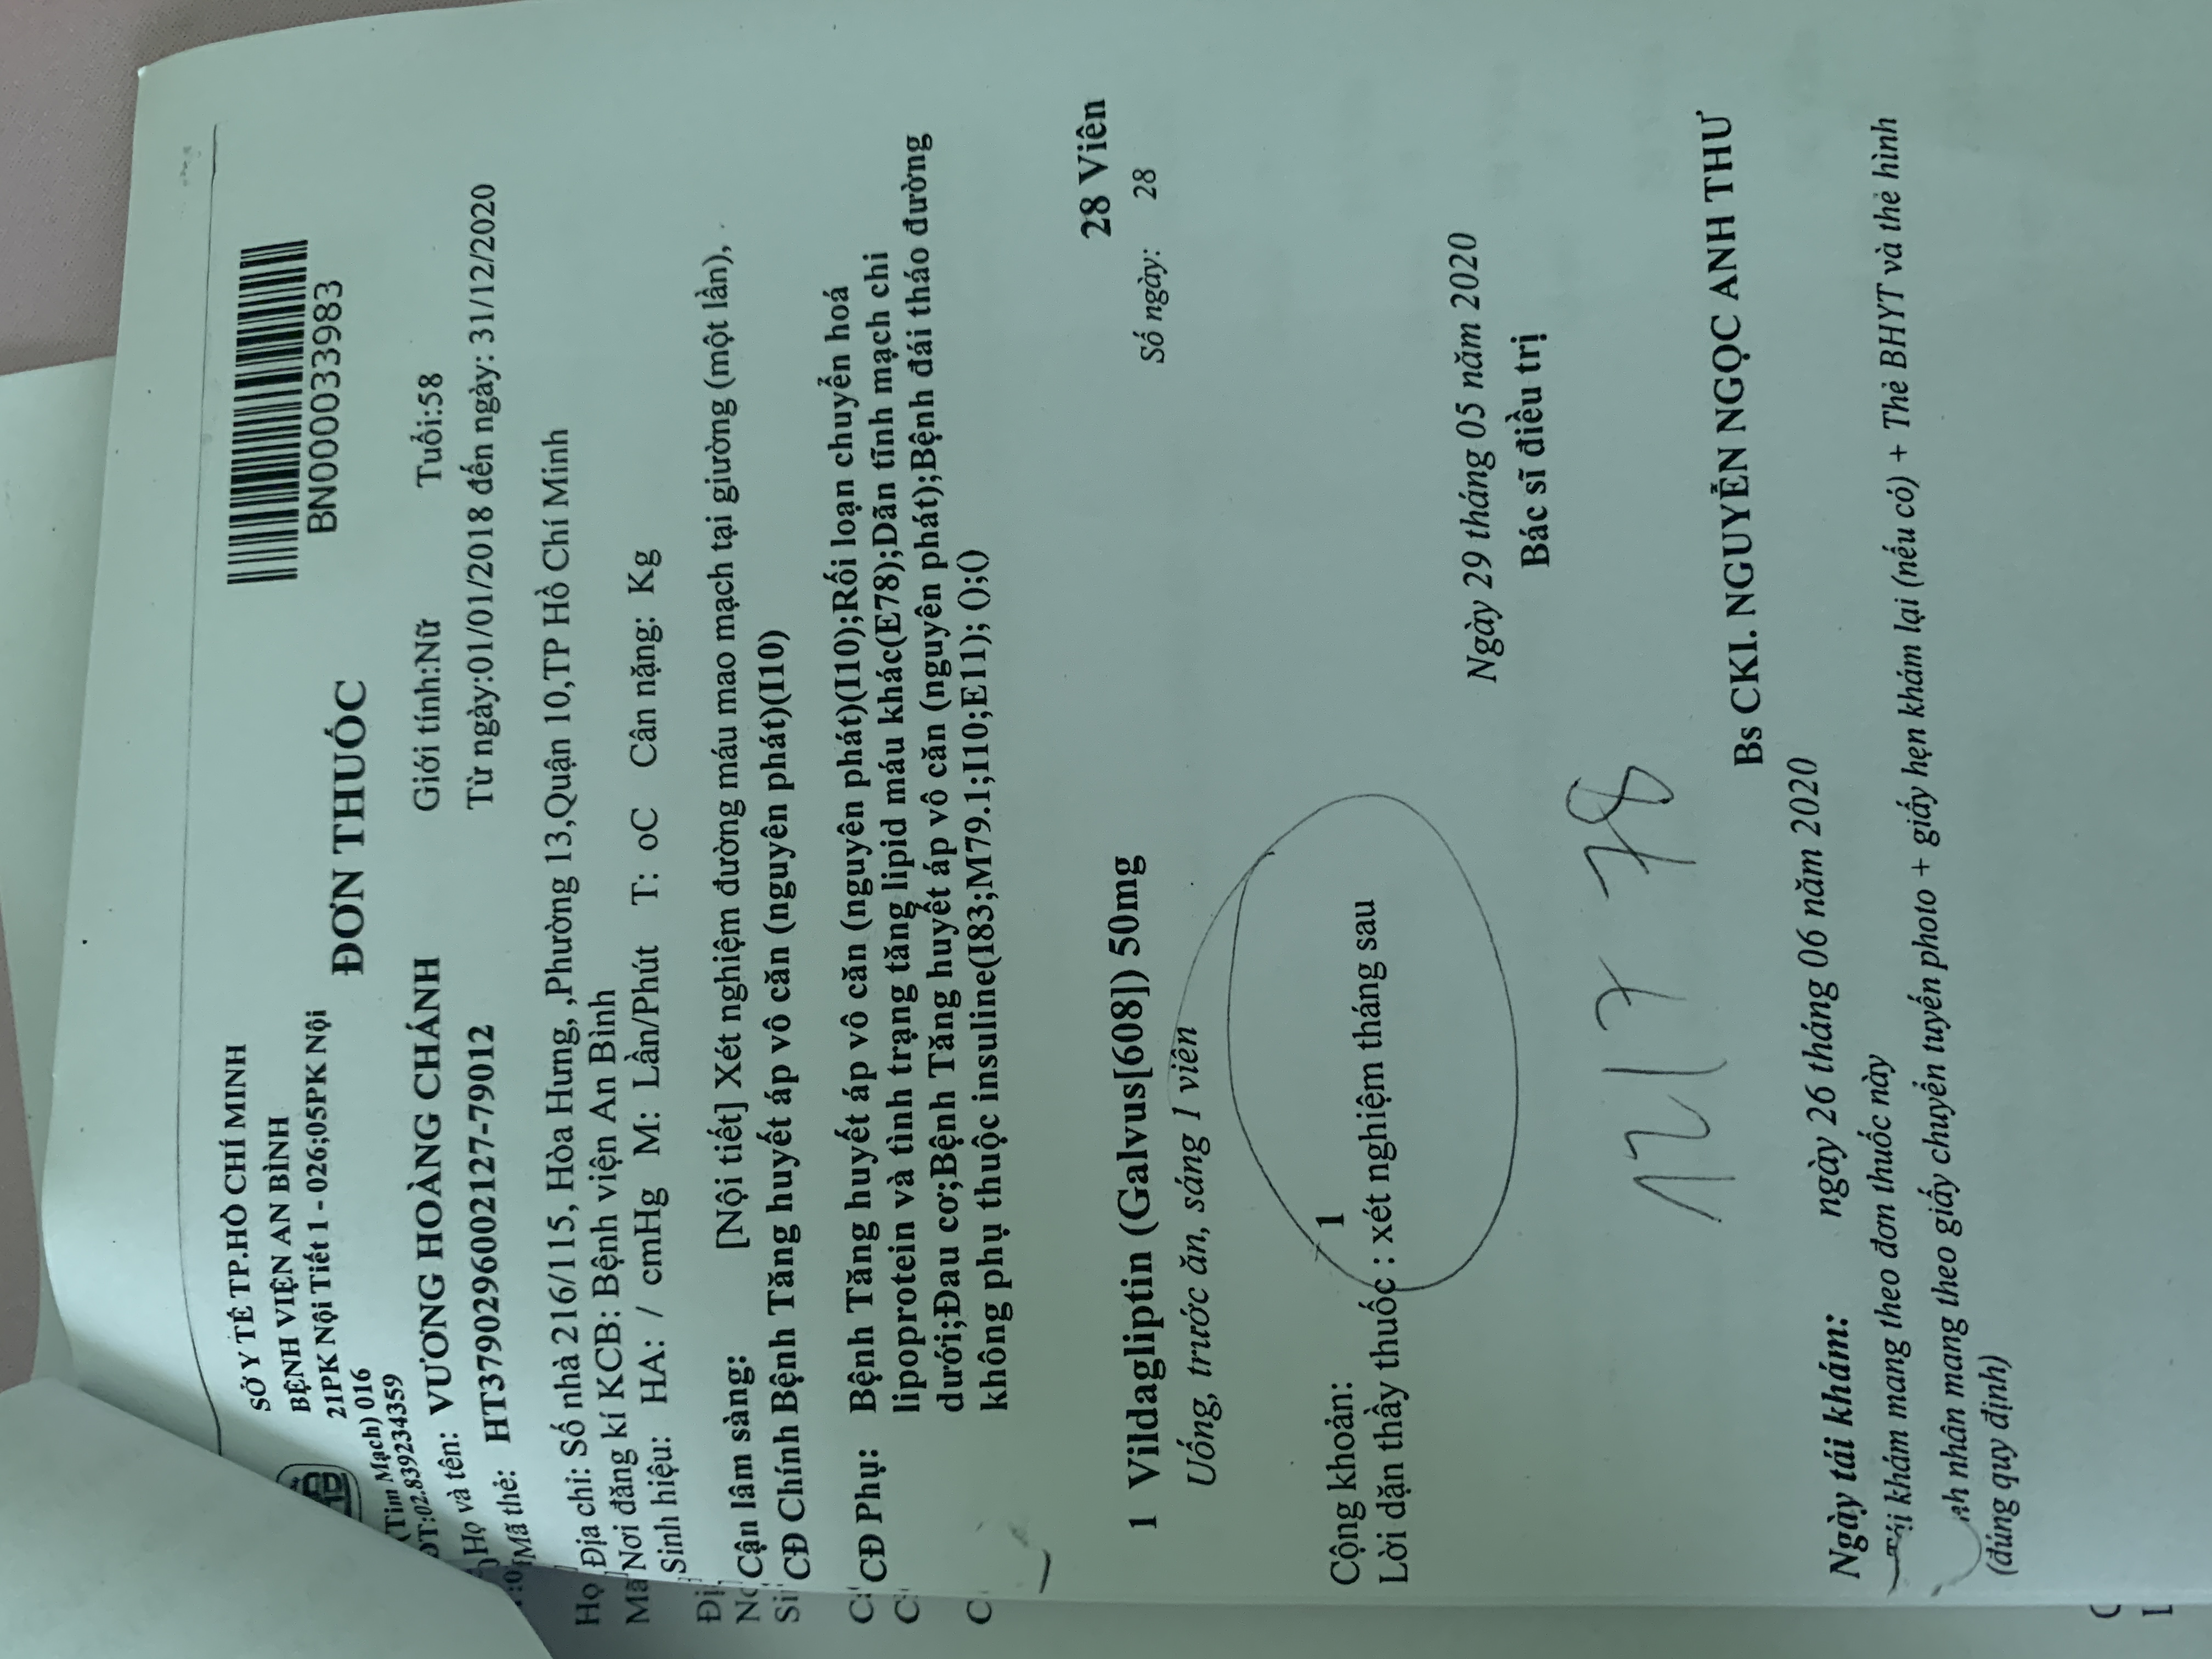 SỞ Y TẾ TP.HỒ CHÍ MINH
BỆNH VIỆN AN BÌNH
21PK Nội Tiết 1 - 026;05PK Nội
(Tim Mạch) 016
ĐT:02.839234359
BN000033983
ĐƠN THUỐC
Họ và tên: VƯƠNG HOÀNG CHÁNH Giới tính:Nữ Tuổi:58
Mã thẻ: HT3790296002127-79012 Từ ngày:01/01/2018 đến ngày: 31/12/2020
Địa chỉ: Số nhà 216/115, Hòa Hưng, ,Phường 13,Quận 10,TP Hồ Chí Minh
Nơi đăng kí KCB: Bệnh viện An Bình
Sinh hiệu: HA: / cmHg M: Lần/Phút T: oC Cân nặng: Kg
Cận lâm sàng: [Nội tiết] Xét nghiệm đường máu mao mạch tại giường (một lần),
CĐ Chính Bệnh Tăng huyết áp vô căn (nguyên phát)(I10)
CĐ Phụ: Bệnh Tăng huyết áp vô căn (nguyên phát)(I10);Rối loạn chuyển hoá
lipoprotein và tình trạng tăng lipid máu khác(E78);Dãn tĩnh mạch chi
dưới;Đau cơ;Bệnh Tăng huyết áp vô căn (nguyên phát);Bệnh đái tháo đường
không phụ thuộc insuline(I83;M79.1;I10;E11); ();()
1 Vildagliptin (Galvus[608]) 50mg 28 Viên
Uống, trước ăn, sáng 1 viên Số ngày: 28
Cộng khoản: 1
Lời dặn thầy thuốc : xét nghiệm tháng sau
Ngày 29 tháng 05 năm 2020
Bác sĩ điều trị
12/7 78
Bs CKI. NGUYỄN NGỌC ANH THƯ
Ngày tái khám: ngày 26 tháng 06 năm 2020
khám mang theo đơn thuốc này
nhân mang theo giấy chuyển tuyến photo + giấy hẹn khám lại (nếu có) + Thẻ BHYT và thẻ hình
(đúng quy định)